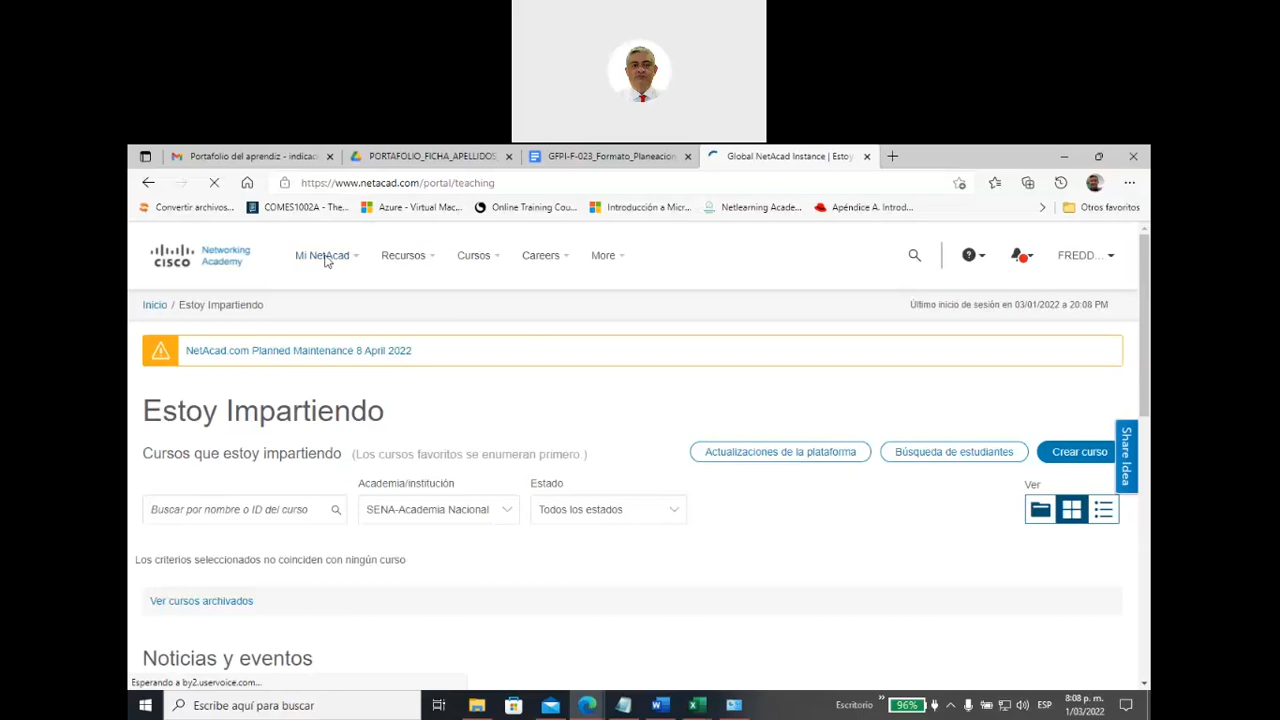 Portafolio del aprendiz - indicac
PORTAFOLIO_FICHA_APELLIDOS
GFPI-F-023_Formato_Planeacion
Global NetAcad Instance | Estoy
https://www.netacad.com/portal/teaching
Convertir archivos...
COMES1002A - The...
Azure - Virtual Mac...
Online Training Cou...
Introducción a Micr...
Netlearning Acade...
Apéndice A. Introd...
Otros favoritos
CISCO
Networking
Academy
Mi NetAcad
Recursos
Cursos
Careers
More
FREDD...
Inicio / Estoy Impartiendo
Último inicio de sesión en 03/01/2022 a 20:08 PM
NetAcad.com Planned Maintenance 8 April 2022
Estoy Impartiendo
Cursos que estoy impartiendo (Los cursos favoritos se enumeran primero.)
Actualizaciones de la plataforma
Búsqueda de estudiantes
Crear curso
Share Idea
Academia/institución
Estado
Ver
Buscar por nombre o ID del curso
SENA-Academia Nacional
Todos los estados
Los criterios seleccionados no coinciden con ningún curso
Ver cursos archivados
Noticias y eventos
Esperando a by2.uservoice.com...
Escribe aquí para buscar
Escritorio
96%
ESP
8:08 p. m.
1/03/2022